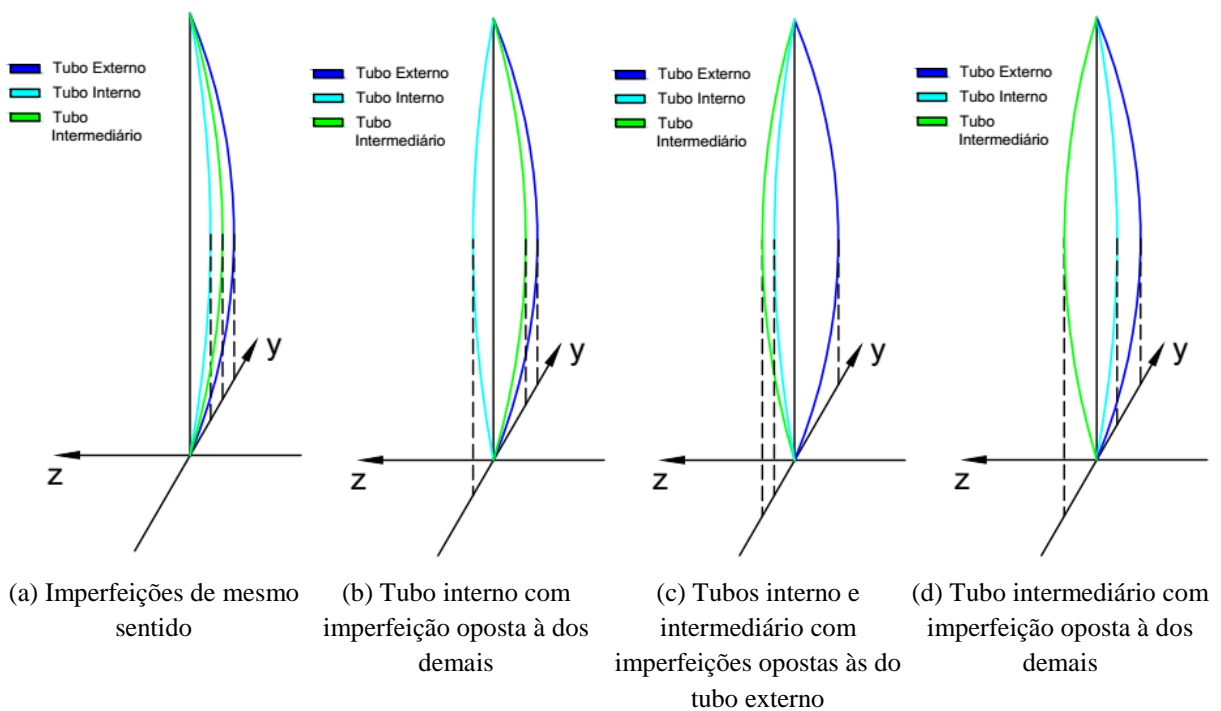 Tubo Externo
Tubo Interno
Tubo
Intermediário
y
z
(a) Imperfeições de mesmo
sentido
Tubo Externo
Tubo Interno
Tubo
Intermediário
y
z
(b) Tubo interno com
imperfeição oposta à dos
demais
Tubo Externo
Tubo Interno
Tubo
Intermediário
y
z
(c) Tubos interno e
intermediário com
imperfeições opostas às do
tubo externo
Tubo Externo
Tubo Interno
Tubo
Intermediário
y
z
(d) Tubo intermediário com
imperfeição oposta à dos
demais